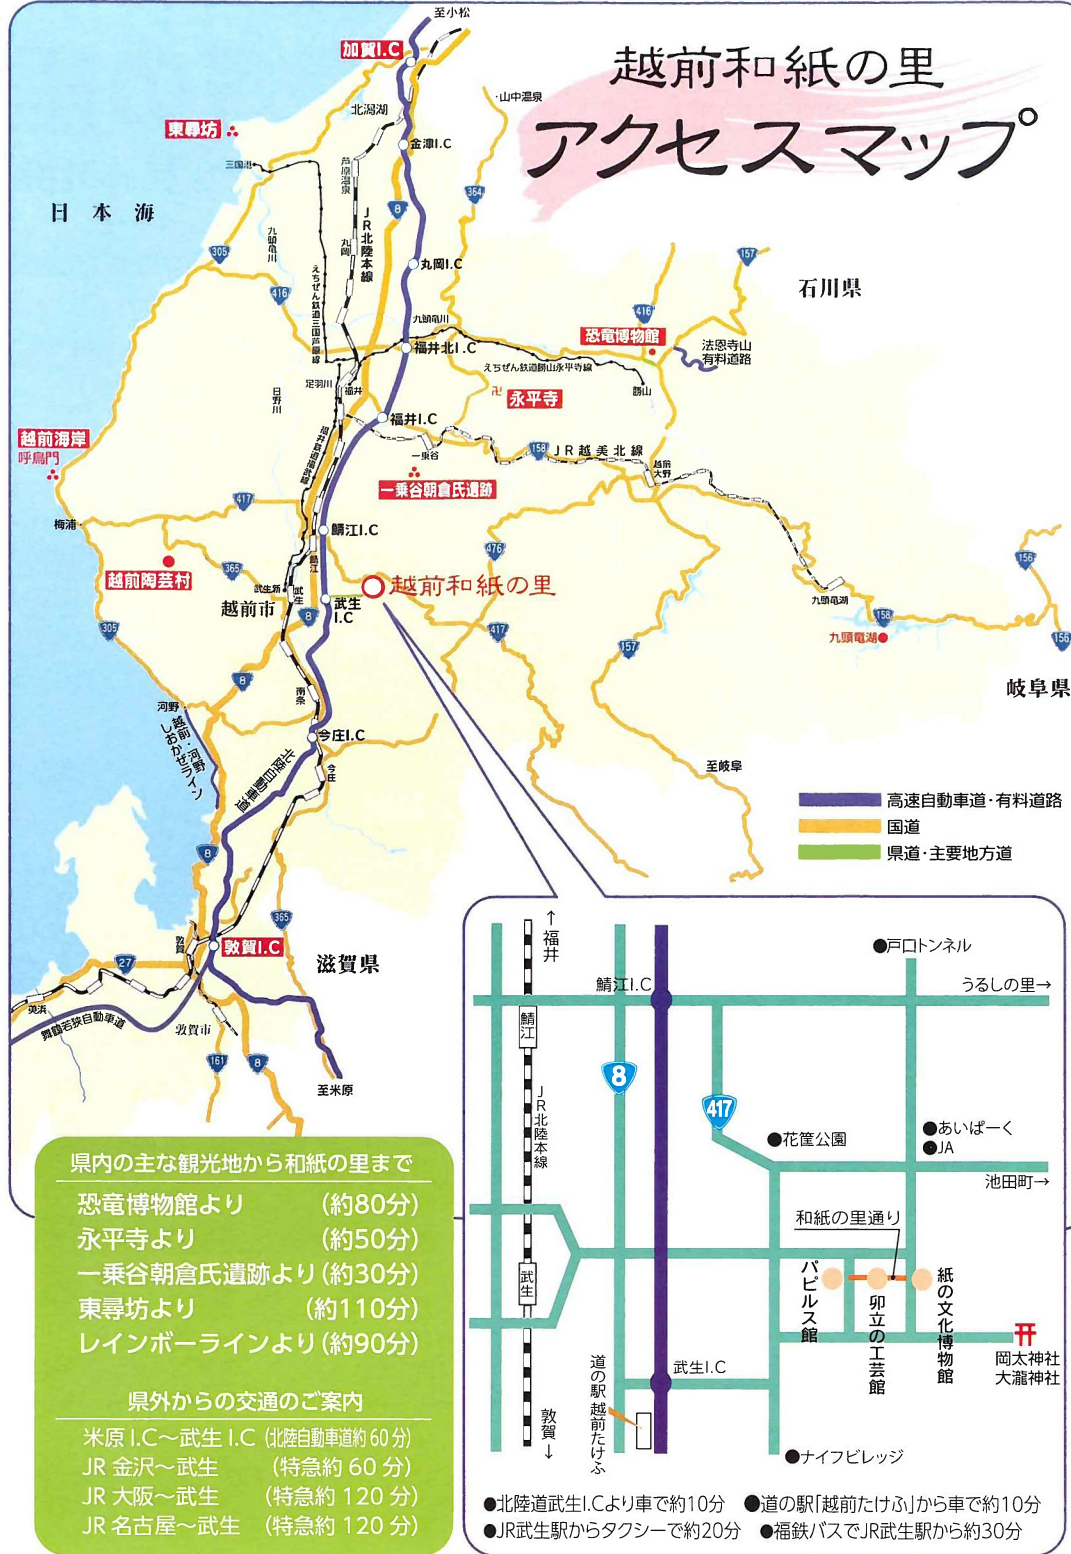 越前和紙の里
アクセスマップ
至小松
加賀I.C
北潟湖
・山中温泉
東尋坊
金津I.C
三国港
芦原温泉
364
日本海
8
JR北陸本線
九頭竜川
丸岡
305
157
丸岡I.C
えちぜん鉄道三国芦原線
石川県
416
416
九頭竜川
恐竜博物館
法恩寺山
有料道路
福井北I.C
えちぜん鉄道勝山永平寺線
足羽川
福井
勝山
日野川
卍
永平寺
福井I.C
越前海岸
呼鳥門
福井鉄道福武線
一乗谷
158
JR越美北線
越前大野
一乗谷朝倉氏遺跡
417
梅浦
鯖江I.C
476
鯖江
156
越前陶芸村
365
武生新
武生
越前和紙の里
九頭竜湖
越前市
武生
I.C
8
158
305
417
157
九頭竜湖
156
8
南条
岐阜県
河野
越前・河野
しおかぜライン
今庄I.C
北陸自動車道
今庄
至岐阜
高速自動車道・有料道路
国道
県道・主要地方道
8
365
敦賀
敦賀I.C
27
滋賀県
美浜
舞鶴若狭自動車道
敦賀市
161
8
至米原
県内の主な観光地から和紙の里まで
恐竜博物館より (約80分)
永平寺より (約50分)
一乗谷朝倉氏遺跡より(約30分)
東尋坊より (約110分)
レインボーラインより(約90分)
県外からの交通のご案内
米原I.C～武生I.C (北陸自動車道約60分)
JR金沢～武生 (特急約60分)
JR大阪～武生 (特急約120分)
JR名古屋～武生 (特急約120分)
↑福井
●戸口トンネル
鯖江I.C
うるしの里→
鯖江
8
JR北陸本線
417
●花筐公園
●あいぱーく
●JA
池田町→
和紙の里通り
武生
パピルス館
卯立の工芸館
紙の文化博物館
岡太神社
大瀧神社
武生I.C
道の駅 越前たけふ
敦賀↓
●ナイフビレッジ
●北陸道武生I.Cより車で約10分 ●道の駅「越前たけふ」から車で約10分
●JR武生駅からタクシーで約20分 ●福鉄バスでJR武生駅から約30分